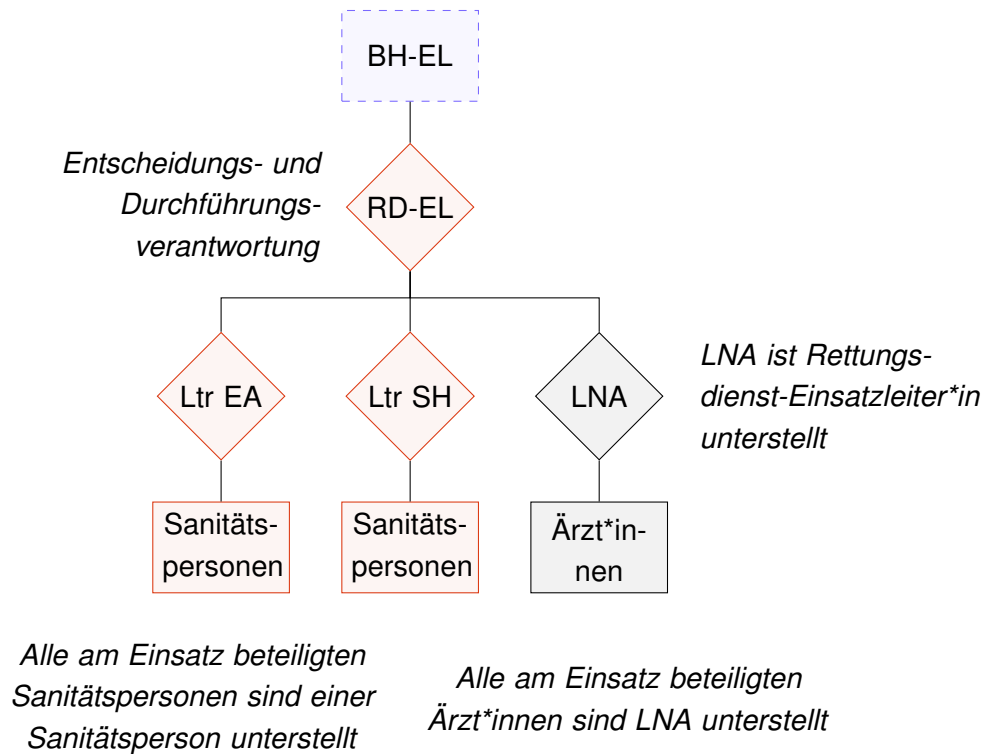 BH-EL
Entscheidungs- und
Durchführungs-
verantwortung
RD-EL
Ltr EA
Ltr SH
LNA
LNA ist Rettungs-
dienst-Einsatzleiter*in
unterstellt
Sanitäts-
personen
Sanitäts-
personen
Ärzt*in-
nen
Alle am Einsatz beteiligten
Sanitätspersonen sind einer
Sanitätsperson unterstellt
Alle am Einsatz beteiligten
Ärzt*innen sind LNA unterstellt